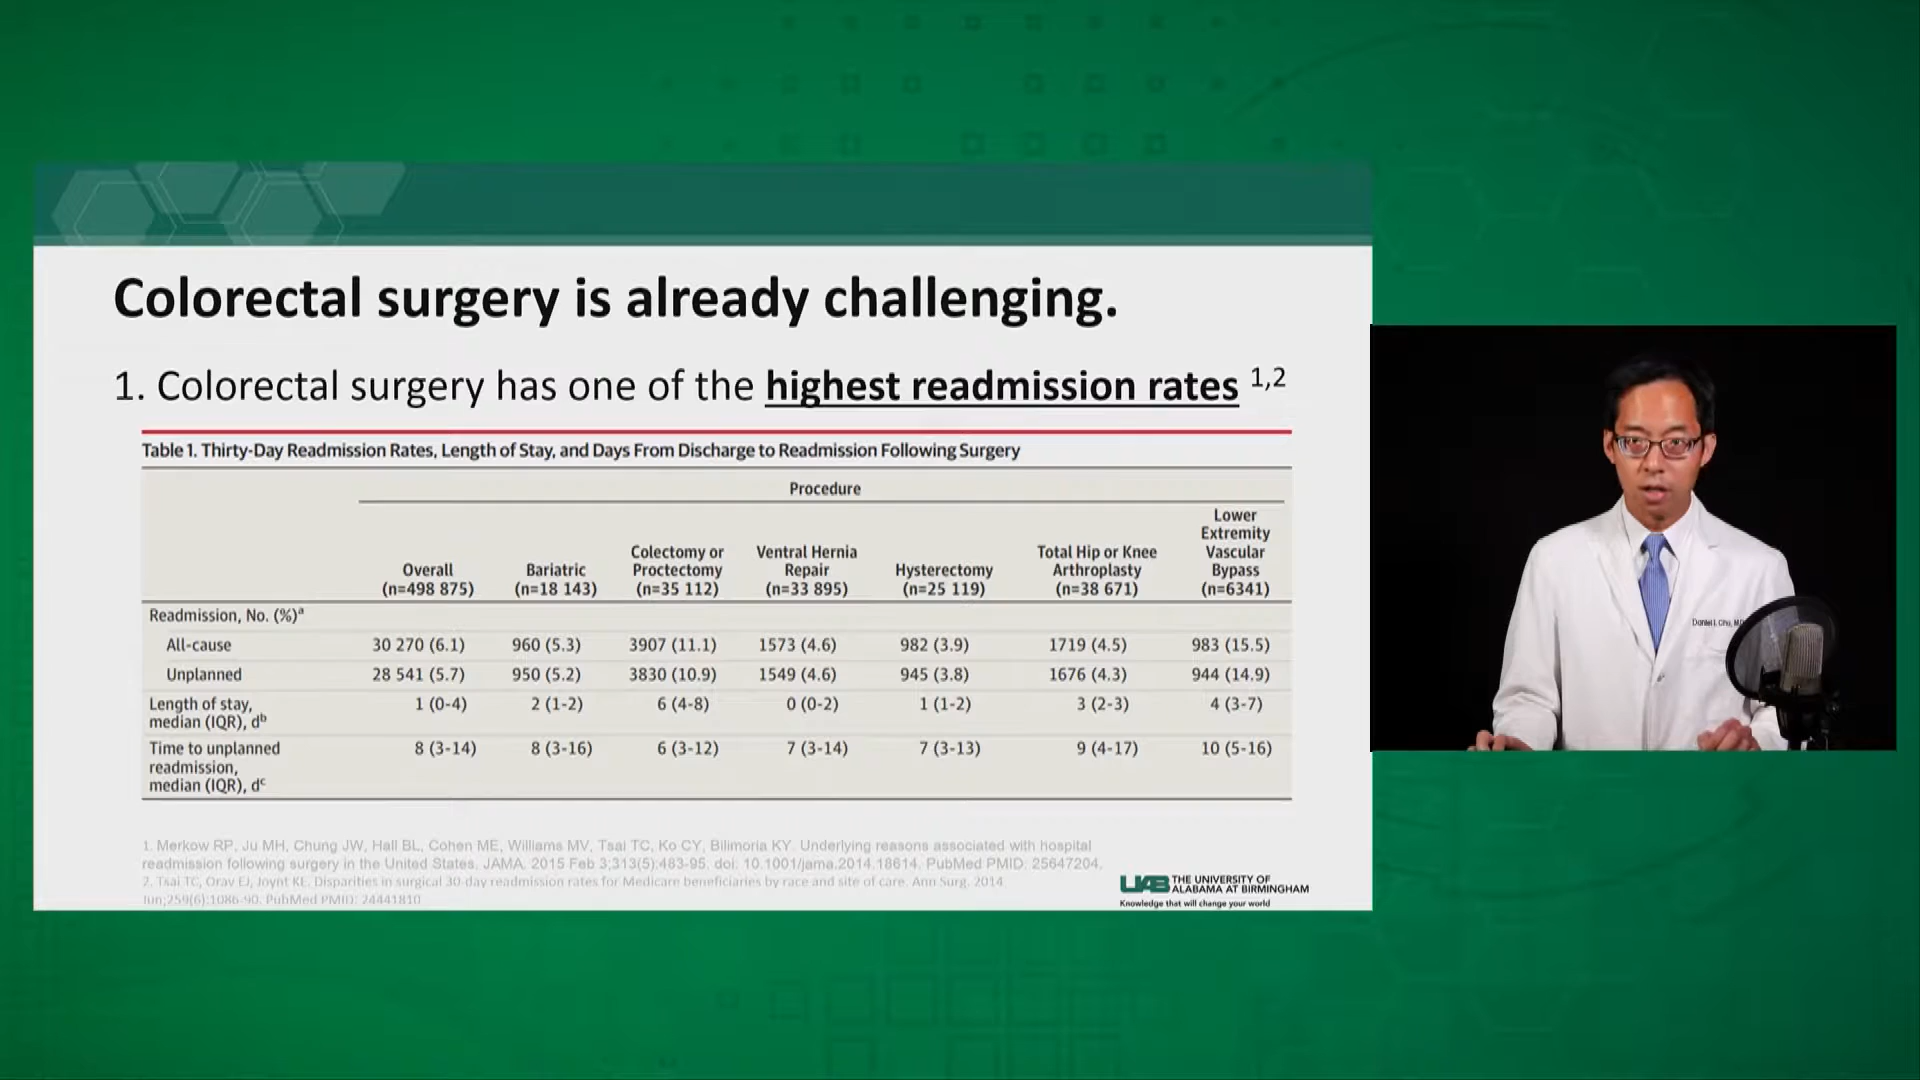 Colorectal surgery is already challenging.
1. Colorectal surgery has one of the highest readmission rates 1,2
Table 1. Thirty-Day Readmission Rates, Length of Stay, and Days From Discharge to Readmission Following Surgery
Procedure
Overall (n=498 875) Bariatric (n=18 143) Colectomy or Proctectomy (n=35 112) Ventral Hernia Repair (n=33 895) Hysterectomy (n=25 119) Total Hip or Knee Arthroplasty (n=38 671) Lower Extremity Vascular Bypass (n=6341)
Readmission, No. (%)a
All-cause 30 270 (6.1) 960 (5.3) 3907 (11.1) 1573 (4.6) 982 (3.9) 1719 (4.5) 983 (15.5)
Unplanned 28 541 (5.7) 950 (5.2) 3830 (10.9) 1549 (4.6) 945 (3.8) 1676 (4.3) 944 (14.9)
Length of stay, median (IQR), db 1 (0-4) 2 (1-2) 6 (4-8) 0 (0-2) 1 (1-2) 3 (2-3) 4 (3-7)
Time to unplanned readmission, median (IQR), dc 8 (3-14) 8 (3-16) 6 (3-12) 7 (3-14) 7 (3-13) 9 (4-17) 10 (5-16)
1. Merkow RP, Ju MH, Chung JW, Hall BL, Cohen ME, Williams MV, Tsai TC, Ko CY, Bilimoria KY. Underlying reasons associated with hospital
readmission following surgery in the United States. JAMA. 2015 Feb 3;313(5):483-95. doi: 10.1001/jama.2014.18614. PubMed PMID: 25647204.
2. Tsai TC, Orav EJ, Joynt KE. Disparities in surgical 30-day readmission rates for Medicare beneficiaries by race and site of care. Ann Surg. 2014
Jun;259(6):1086-90. PubMed PMID: 24441810
UAB THE UNIVERSITY OF
ALABAMA AT BIRMINGHAM
Knowledge that will change your world
Daniel I. Chu, MD